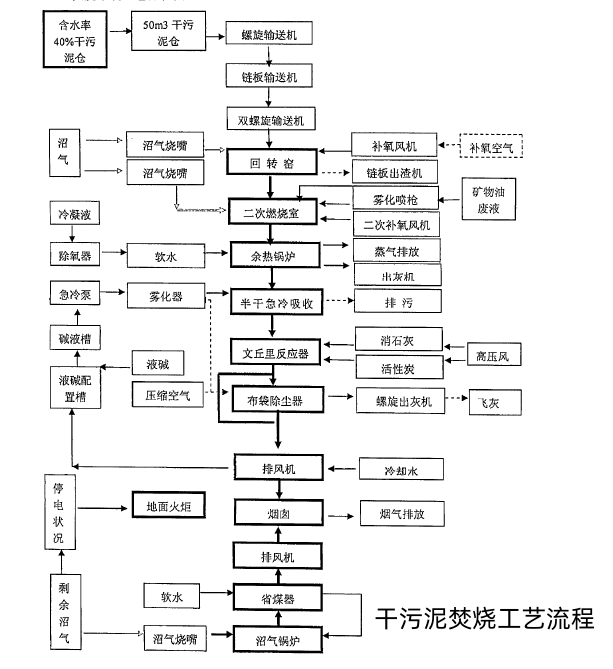 含水率
40%干污
泥仓
50m3 干污
泥仓
螺旋输送机
链板输送机
双螺旋输送机
沼
气
沼气烧嘴
沼气烧嘴
回 转 窑
补氧风机
补氧空气
链板出渣机
冷凝液
二次燃烧室
雾化喷枪
矿物油
废液
二次补氧风机
除氧器
软水
余热锅炉
蒸气排放
出灰机
急冷泵
雾化器
半干急冷吸收
排 污
碱液槽
文丘里反应器
消石灰
高压风
液碱
活性炭
液碱配
置槽
压缩空气
布袋除尘器
螺旋出灰机
飞灰
排风机
冷却水
停
电
状
况
地面火炬
烟囱
烟气排放
排风机
剩
余
沼
气
软水
省煤器
沼气烧嘴
沼气锅炉
干污泥焚烧工艺流程